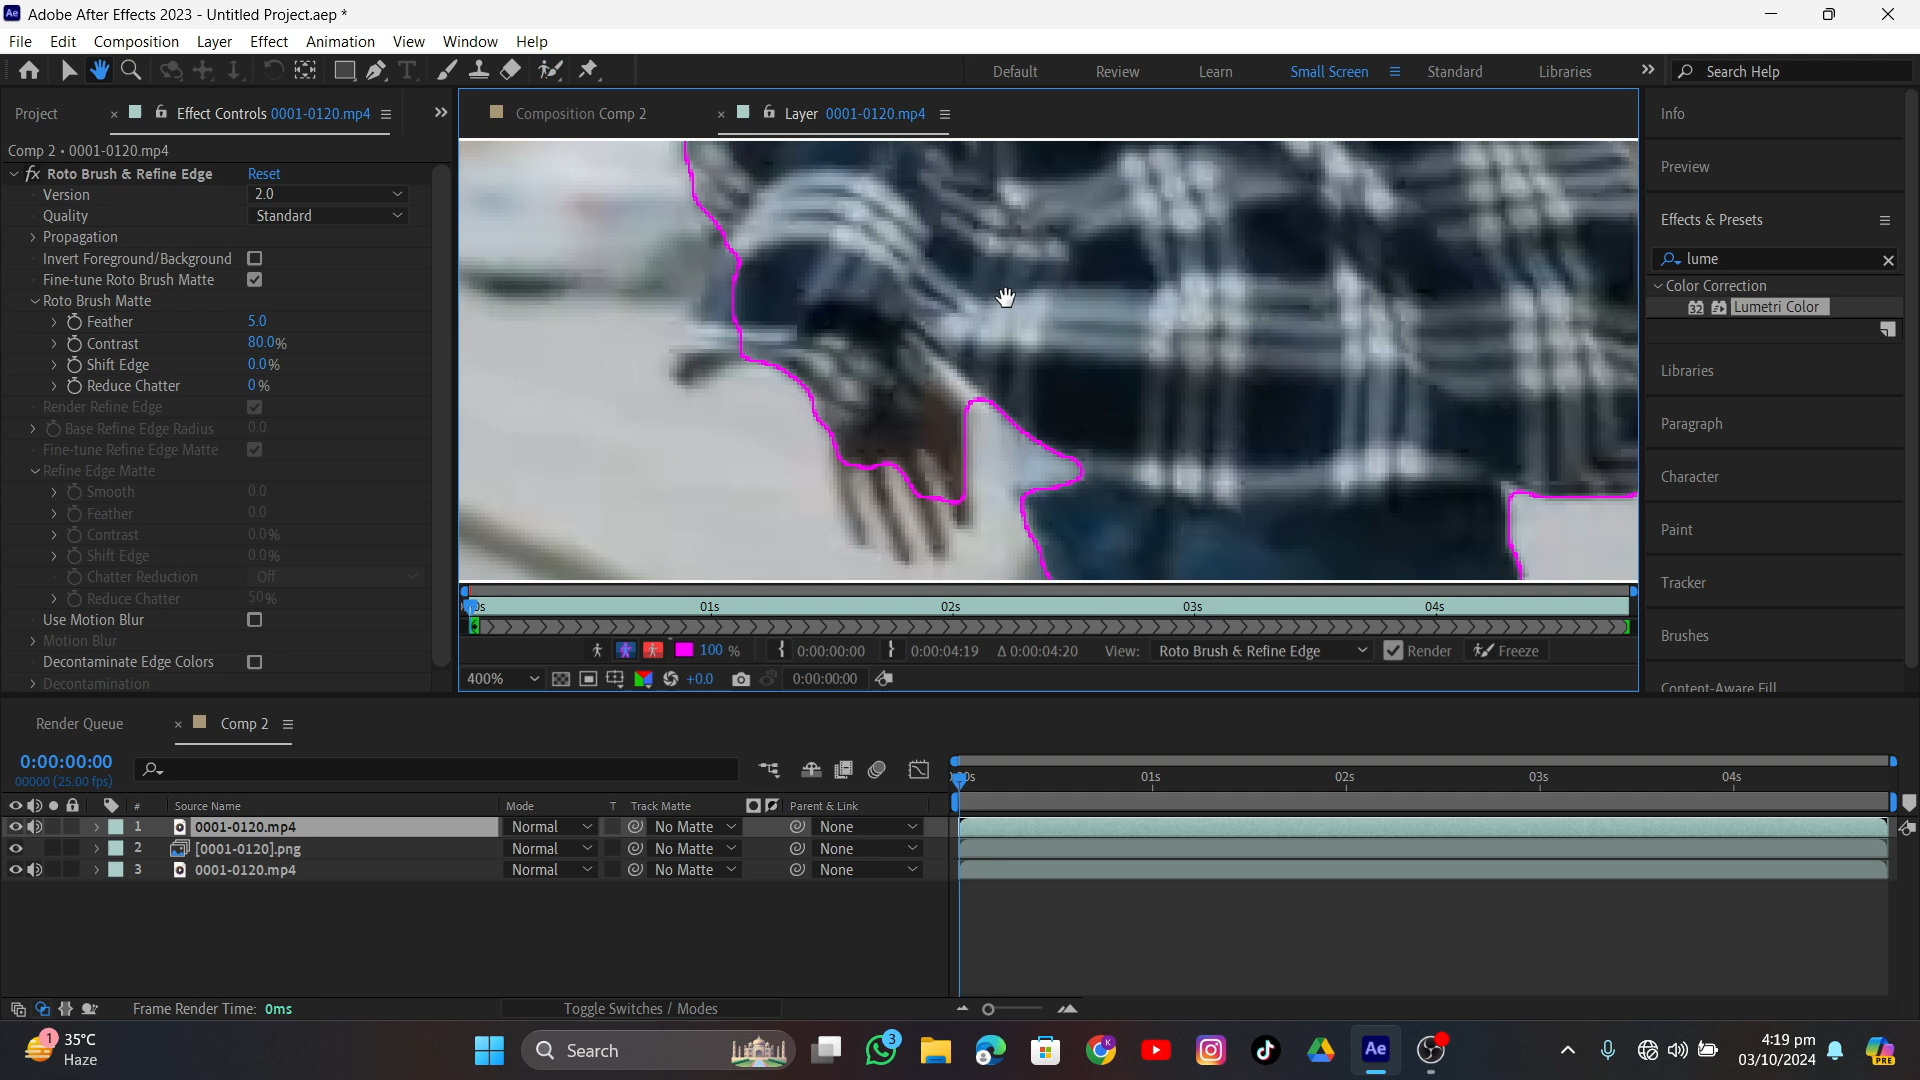 Adobe After Effects 2023 - Untitled Project.aep *
File Edit Composition Layer Effect Animation View Window Help
Default Review Learn Small Screen Standard Libraries Search Help
Project Effect Controls 0001-0120.mp4 Composition Comp 2 Layer 0001-0120.mp4 Info
Comp 2 • 0001-0120.mp4
fx Roto Brush & Refine Edge Reset
Version 2.0
Quality Standard
Propagation
Invert Foreground/Background
Fine-tune Roto Brush Matte
Roto Brush Matte
Feather 5.0
Contrast 80.0%
Shift Edge 0.0%
Reduce Chatter 0%
Render Refine Edge
Base Refine Edge Radius 0.0
Fine-tune Refine Edge Matte
Refine Edge Matte
Smooth 0.0
Feather 0.0
Contrast 0.0%
Shift Edge 0.0%
Chatter Reduction Off
Reduce Chatter 50%
Use Motion Blur
Motion Blur
Decontaminate Edge Colors
Decontamination
Preview
Effects & Presets
lume
Color Correction
32 Lumetri Color
Libraries
Paragraph
Character
Paint
Tracker
Brushes
Content-Aware Fill
01s 02s 03s 04s
100 % 0:00:00:00 0:00:04:19 Δ 0:00:04:20 View: Roto Brush & Refine Edge Render Freeze
400% +0.0 0:00:00:00
Render Queue Comp 2
0:00:00:00
00000 (25.00 fps)
01s 02s 03s 04s
# Source Name Mode T Track Matte Parent & Link
1 0001-0120.mp4 Normal No Matte None
2 [0001-0120].png Normal No Matte None
3 0001-0120.mp4 Normal No Matte None
Frame Render Time: 0ms Toggle Switches / Modes
1 35°C
Haze
Search
3
Ae
4:19 pm
03/10/2024
PRE